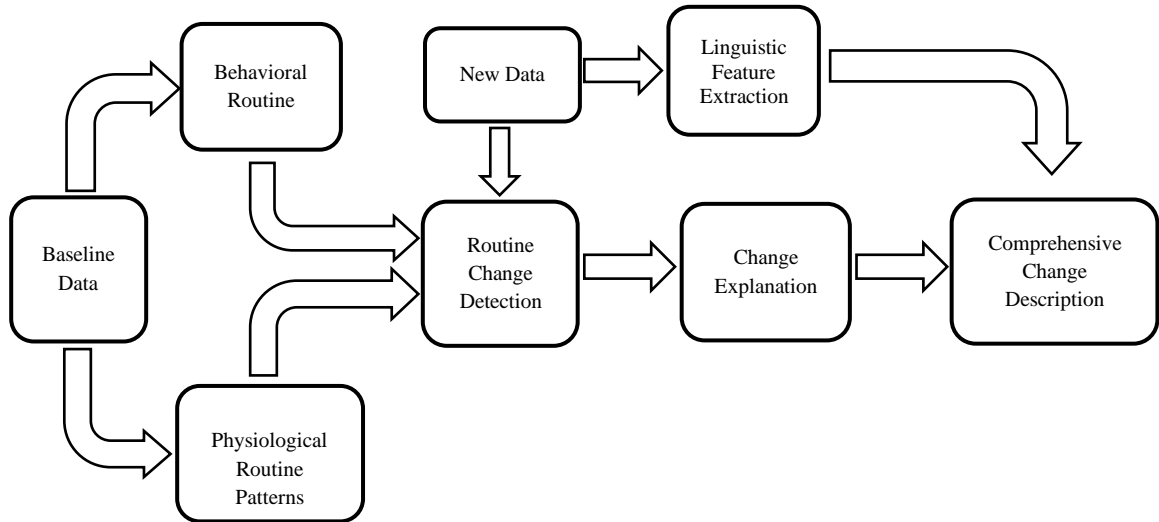 Behavioral
Routine
New Data
Linguistic
Feature
Extraction
Baseline
Data
Routine
Change
Detection
Change
Explanation
Comprehensive
Change
Description
Physiological
Routine
Patterns